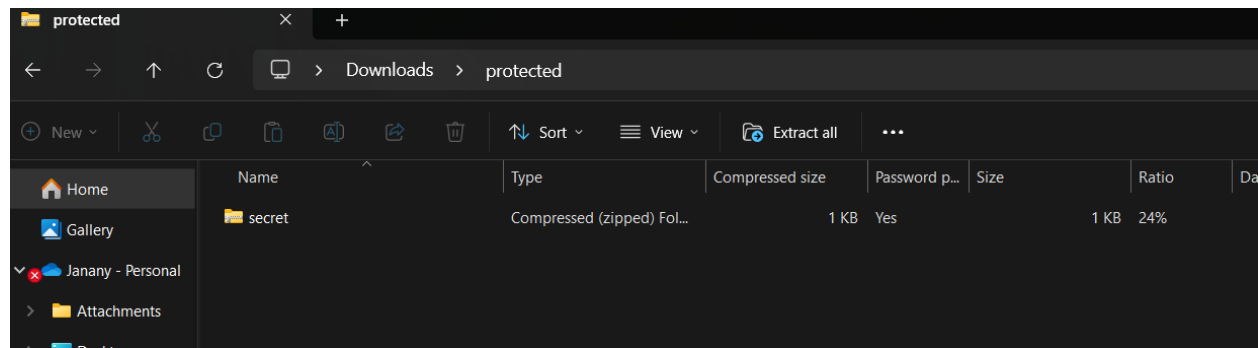 protected
Downloads > protected
New Sort View Extract all ...
Name Type Compressed size Password p... Size Ratio Da
Home
secret Compressed (zipped) Fol... 1 KB Yes 1 KB 24%
Gallery
Janany - Personal
Attachments